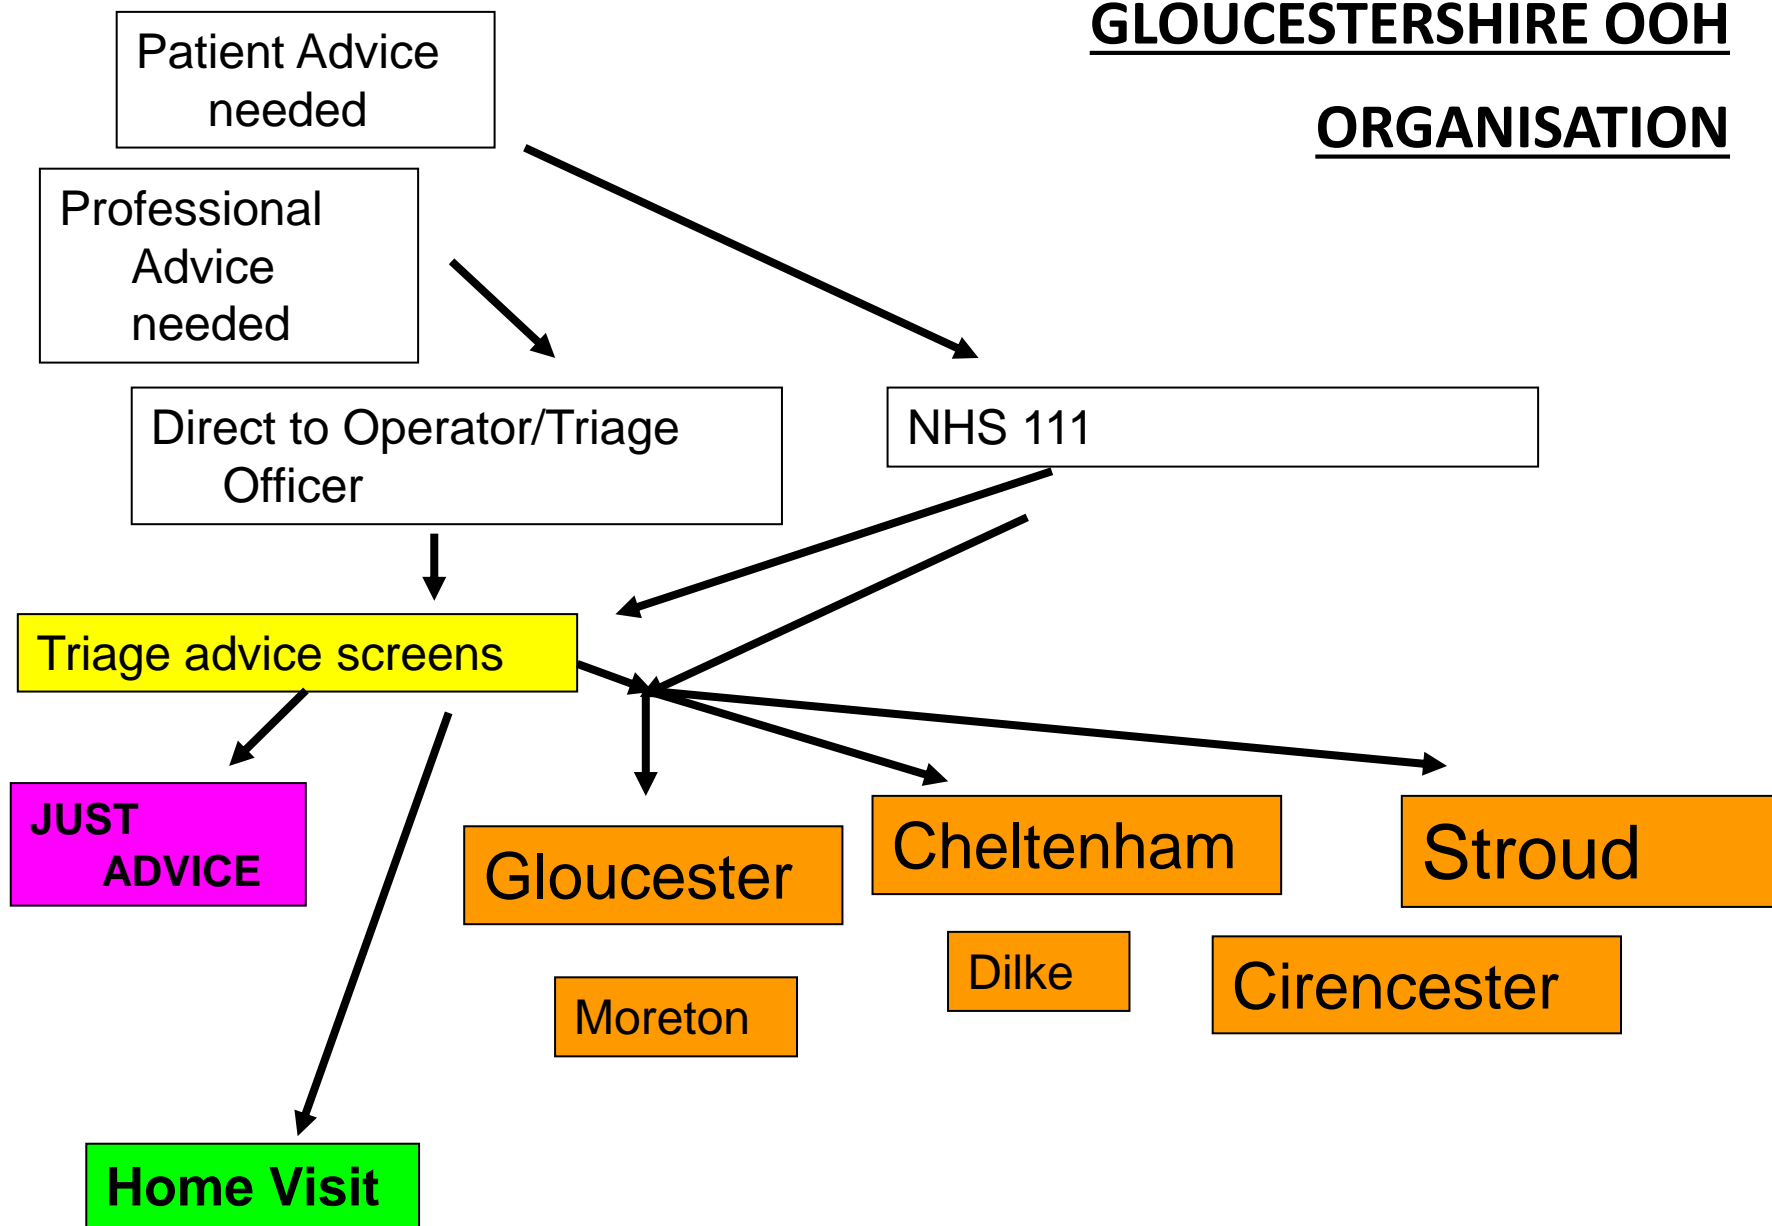 GLOUCESTERSHIRE OOH
ORGANISATION
Patient Advice
needed
Professional
Advice
needed
Direct to Operator/Triage
Officer
NHS 111
Triage advice screens
JUST
ADVICE
Gloucester
Cheltenham
Stroud
Moreton
Dilke
Cirencester
Home Visit